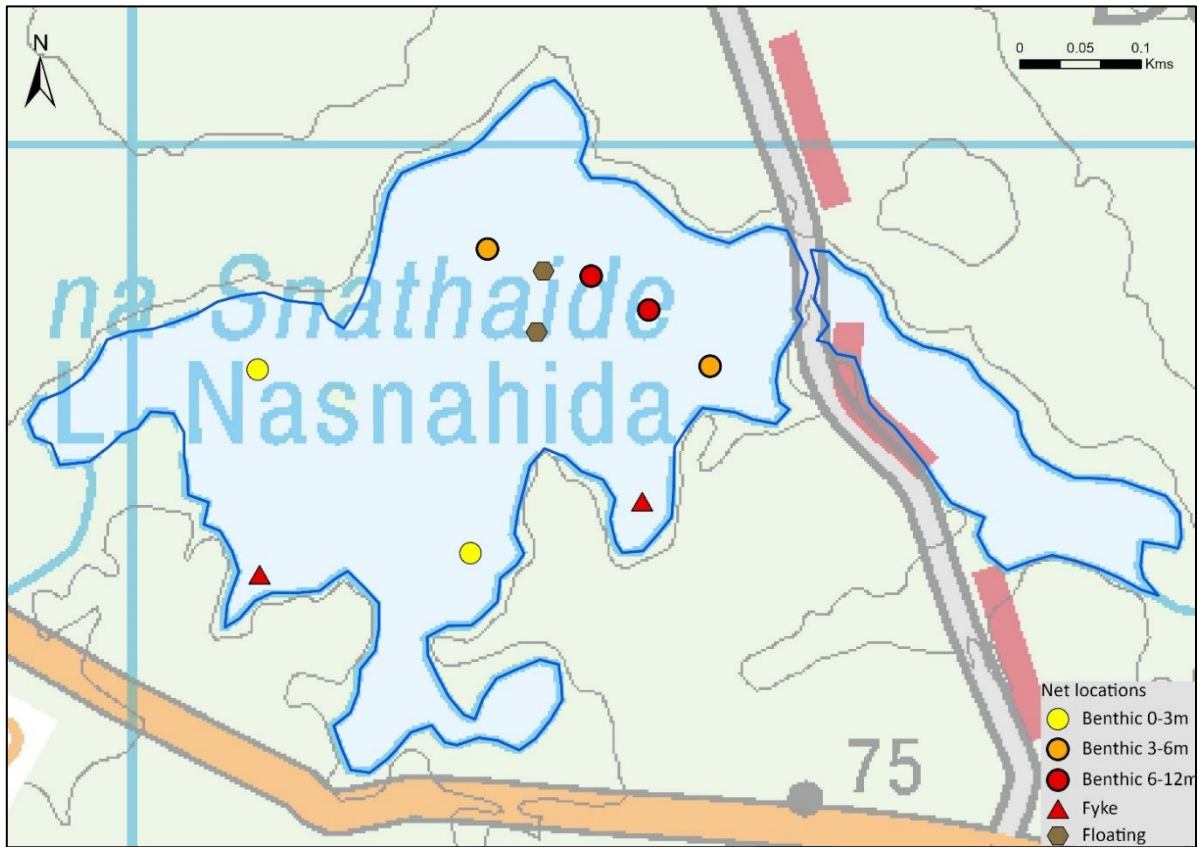 N
0 0.05 0.1
Kms
na Snathaide
L. Nasnahida
75
Net locations
Benthic 0-3m
Benthic 3-6m
Benthic 6-12m
Fyke
Floating